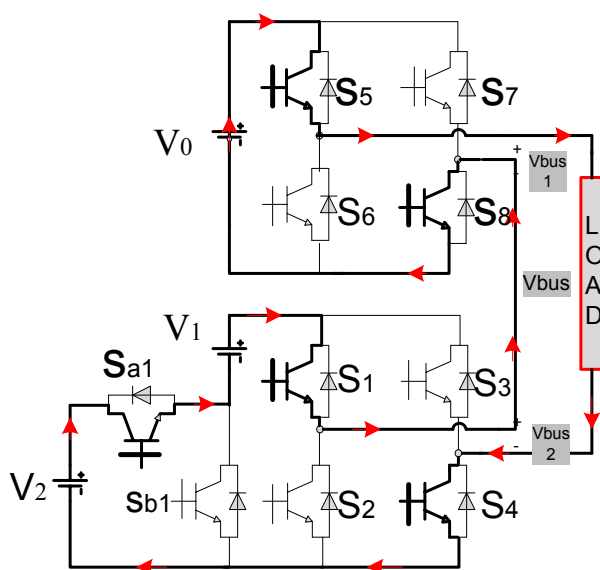 S5
S7
V0
+
+
-
Vbus
1
S6
S8
L
O
A
D
Vbus
V1
+
Sa1
S1
S3
+
-
Vbus
2
V2
+
Sb1
S2
S4